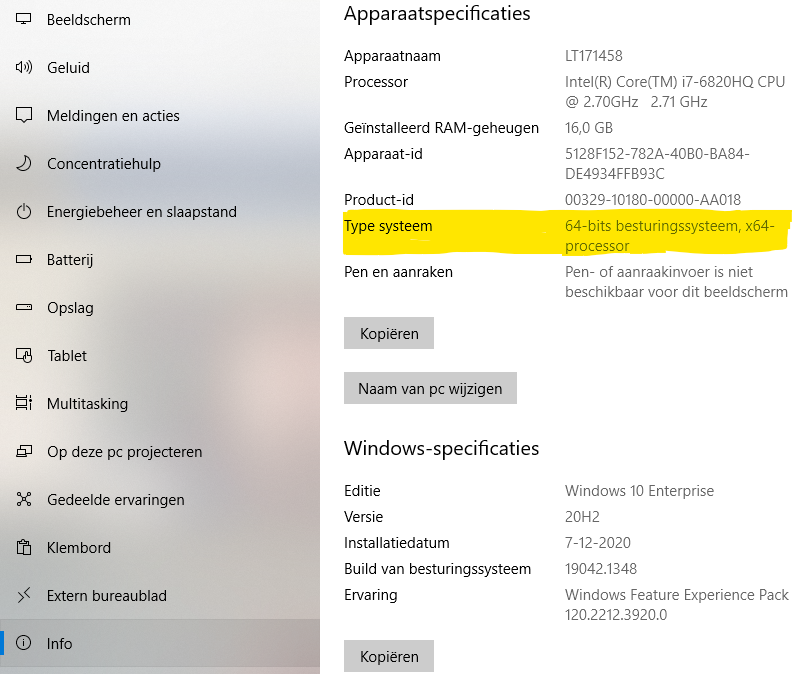 Beeldscherm
Geluid
Meldingen en acties
Concentratiehulp
Energiebeheer en slaapstand
Batterij
Opslag
Tablet
Multitasking
Op deze pc projecteren
Gedeelde ervaringen
Klembord
Extern bureaublad
Info
Apparaatspecificaties
Apparaatnaam LT171458
Processor Intel(R) Core(TM) i7-6820HQ CPU
@ 2.70GHz 2.71 GHz
Geïnstalleerd RAM-geheugen 16,0 GB
Apparaat-id 5128F152-782A-40B0-BA84-
DE4934FFB93C
Product-id 00329-10180-00000-AA018
Type systeem 64-bits besturingssysteem, x64-
processor
Pen en aanraken Pen- of aanraakinvoer is niet
beschikbaar voor dit beeldscherm
Kopiëren
Naam van pc wijzigen
Windows-specificaties
Editie Windows 10 Enterprise
Versie 20H2
Installatiedatum 7-12-2020
Build van besturingssysteem 19042.1348
Ervaring Windows Feature Experience Pack
120.2212.3920.0
Kopiëren